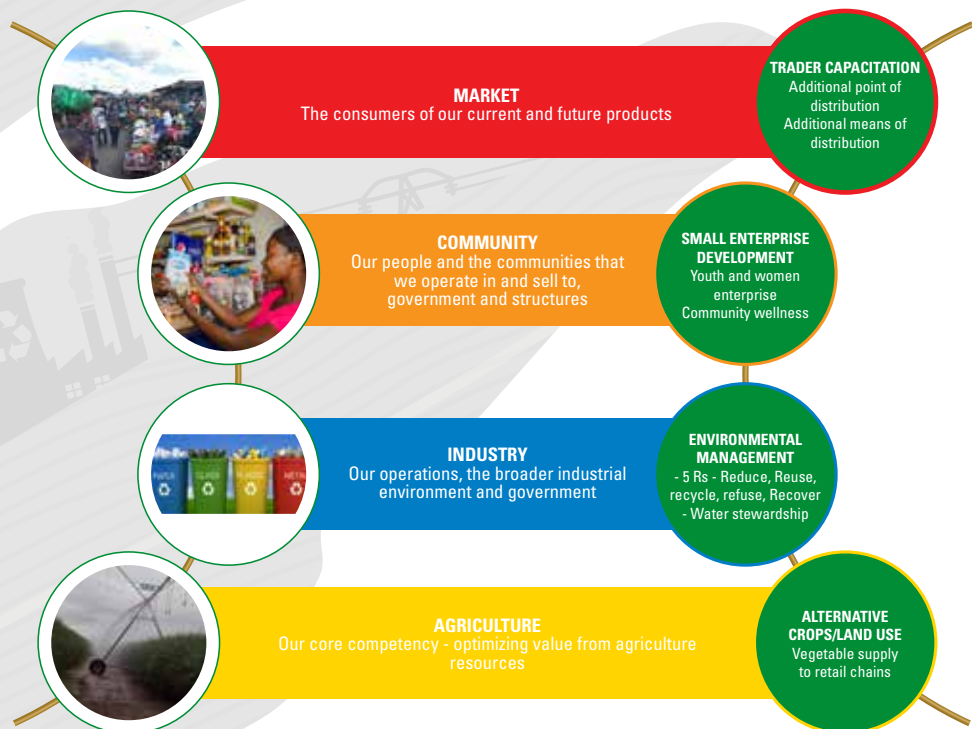 MARKET
The consumers of our current and future products
TRADER CAPACITATION
Additional point of
distribution
Additional means of
distribution
COMMUNITY
Our people and the communities that
we operate in and sell to,
government and structures
SMALL ENTERPRISE
DEVELOPMENT
Youth and women
enterprise
Community wellness
PAPER
METAL
INDUSTRY
Our operations, the broader industrial
environment and government
ENVIRONMENTAL
MANAGEMENT
- 5 Rs - Reduce, Reuse,
recycle, refuse, Recover
- Water stewardship
AGRICULTURE
Our core competency - optimizing value from agriculture
resources
ALTERNATIVE
CROPS/LAND USE
Vegetable supply
to retail chains